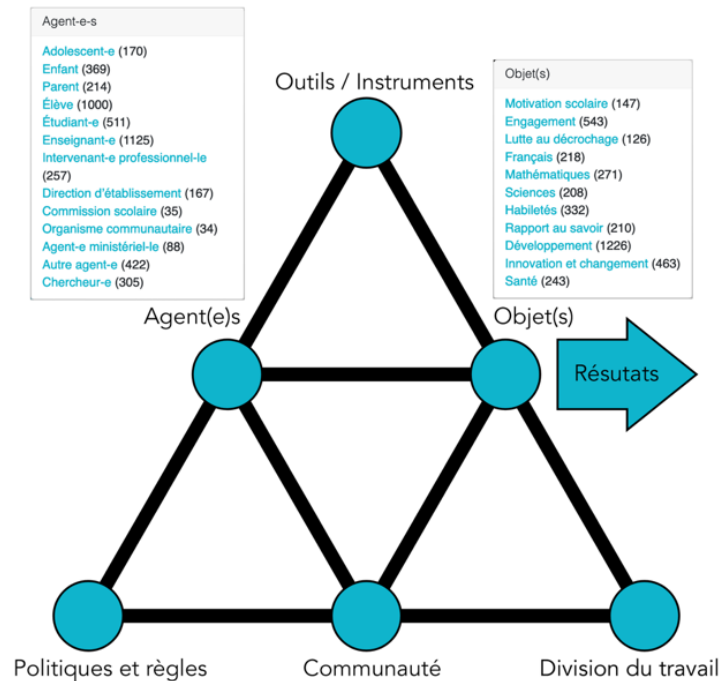 Agent-e-s
Adolescent-e (170)
Enfant (369)
Parent (214)
Élève (1000)
Étudiant-e (511)
Enseignant-e (1125)
Intervenant-e professionnel-le
(257)
Direction d'établissement (167)
Commission scolaire (35)
Organisme communautaire (34)
Agent-e ministériel-le (88)
Autre agent-e (422)
Chercheur-e (305)
Outils / Instruments
Objet(s)
Motivation scolaire (147)
Engagement (543)
Lutte au décrochage (126)
Français (218)
Mathématiques (271)
Sciences (208)
Habiletés (332)
Rapport au savoir (210)
Développement (1226)
Innovation et changement (463)
Santé (243)
Agent(e)s
Objet(s)
Résutats
Politiques et règles
Communauté
Division du travail